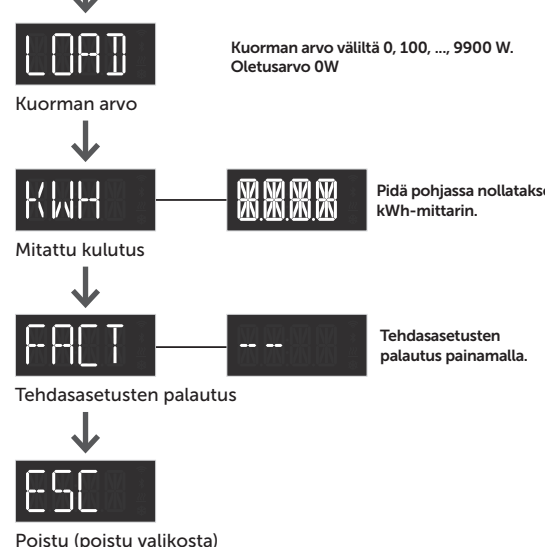 LOAD
Kuorman arvo väliltä 0, 100, ..., 9900 W.
Oletusarvo 0W
Kuorman arvo
KWH
Pidä pohjassa nollatakse
kWh-mittarin.
Mitattu kulutus
FACT
--
Tehdasasetusten
palautus painamalla.
Tehdasasetusten palautus
ESC
Poistu (poistu valikosta)